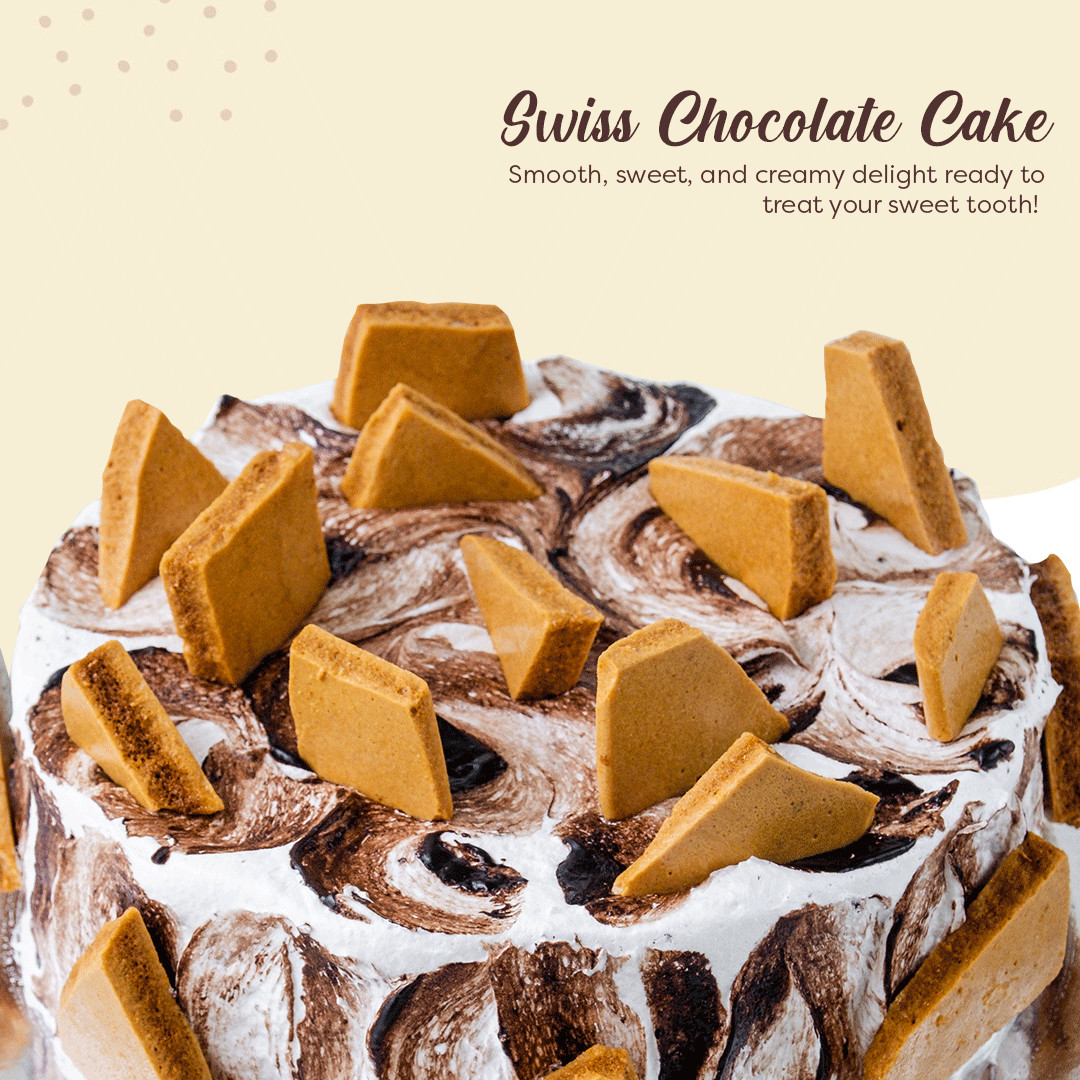 Swiss Chocolate Cake
Smooth, sweet, and creamy delight ready to
treat your sweet tooth!